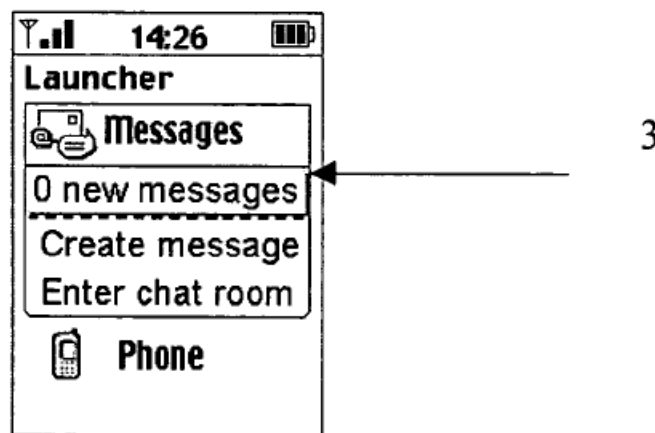 14:26
Launcher
Messages
0 new messages
3
Create message
Enter chat room
Phone